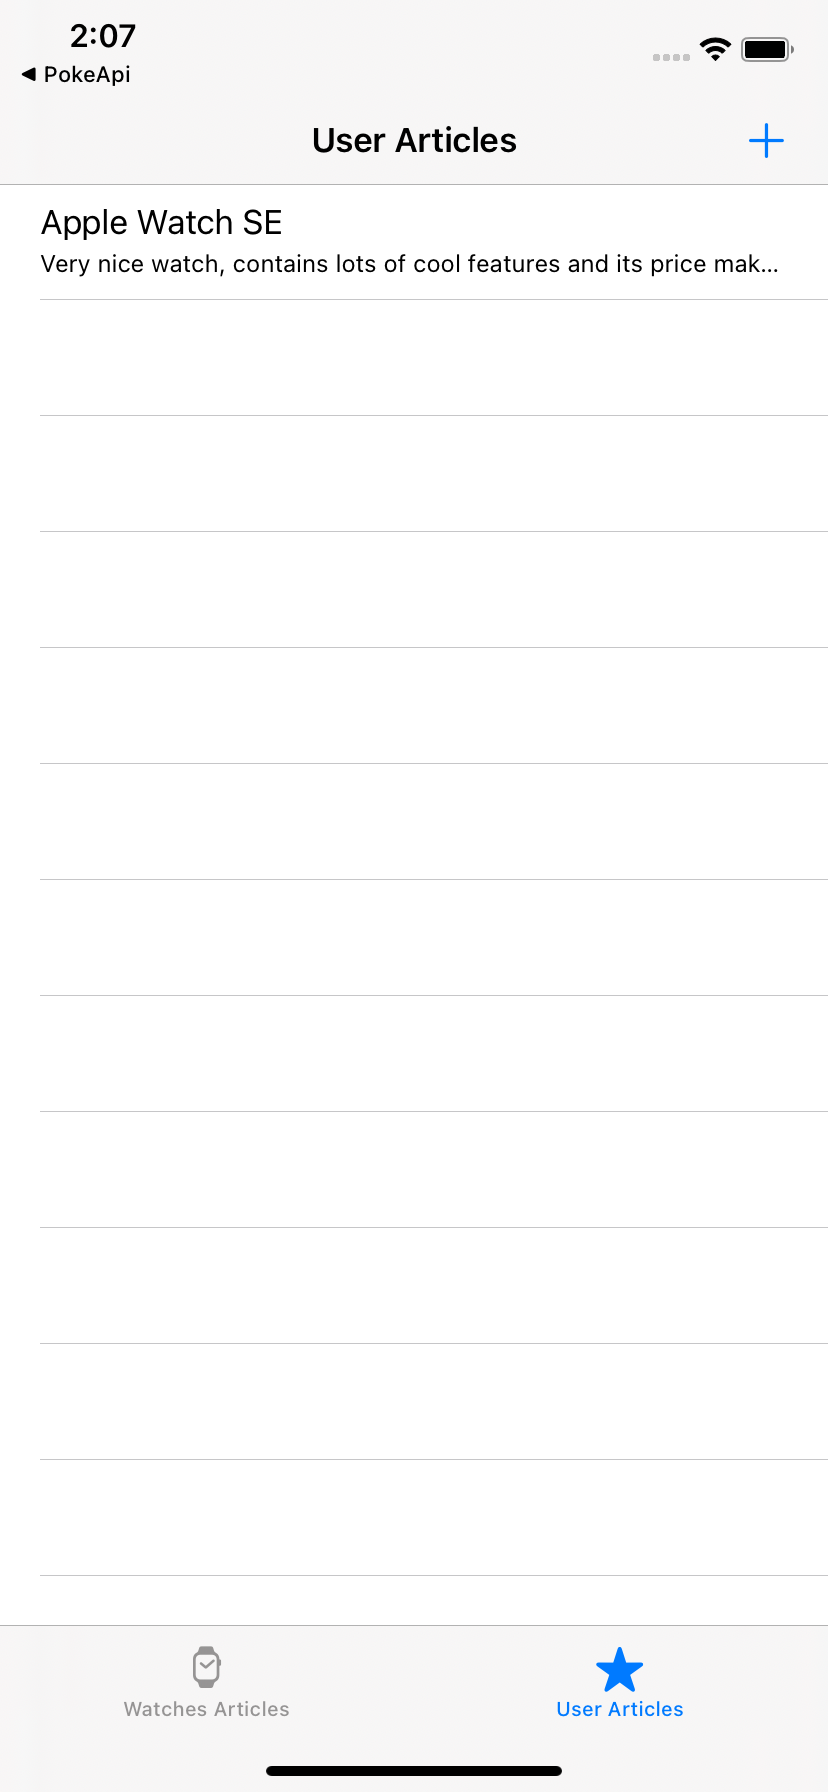 2:07
◀ PokeApi
User Articles
Apple Watch SE
Very nice watch, contains lots of cool features and its price mak...
Watches Articles
User Articles